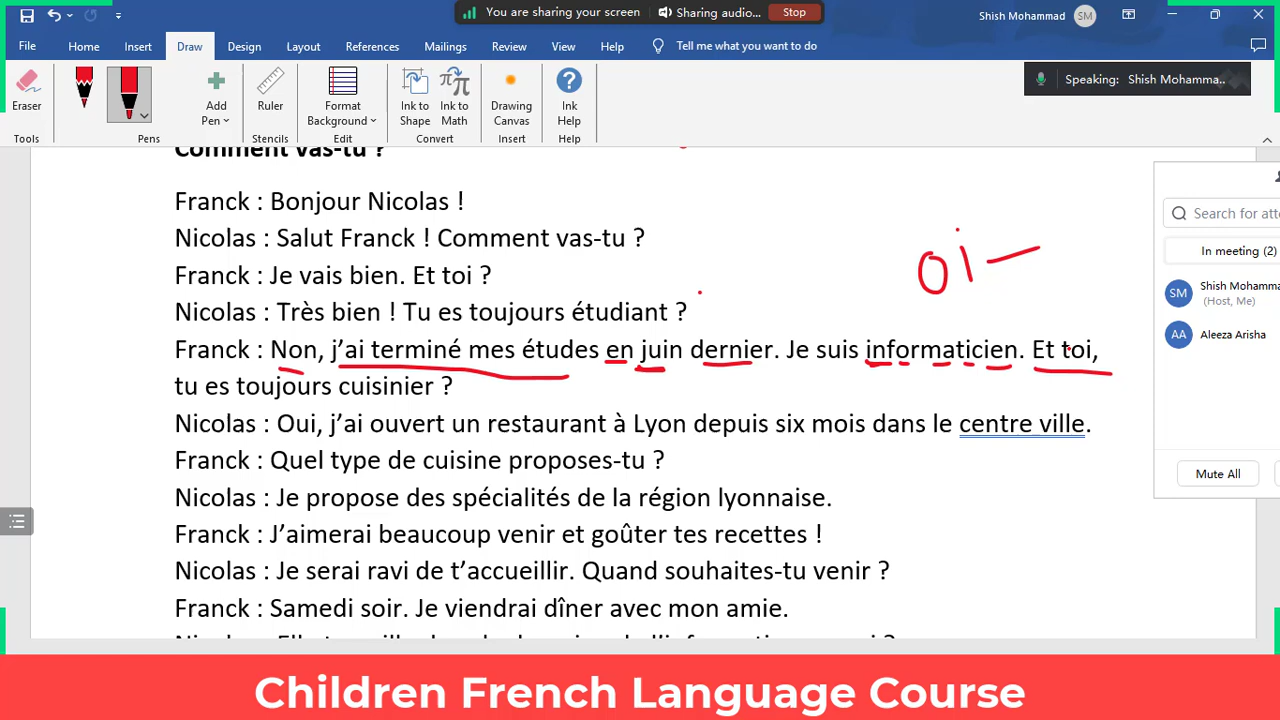 You are sharing your screen
Sharing audio...
Stop
Shish Mohammad
SM
File
Home
Insert
Draw
Design
Layout
References
Mailings
Review
View
Help
Tell me what you want to do
Eraser
Add
Pen
Ruler
Format
Background
Ink to
Shape
Ink to
Math
Drawing
Canvas
Ink
Help
Tools
Pens
Stencils
Edit
Convert
Insert
Help
Speaking: Shish Mohamma..
Comment vas-tu ?
Franck : Bonjour Nicolas !
Nicolas : Salut Franck ! Comment vas-tu ?
Franck : Je vais bien. Et toi ?
Nicolas : Très bien ! Tu es toujours étudiant ?
Franck : Non, j’ai terminé mes études en juin dernier. Je suis informaticien. Et toi,
tu es toujours cuisinier ?
Nicolas : Oui, j’ai ouvert un restaurant à Lyon depuis six mois dans le centre ville.
Franck : Quel type de cuisine proposes-tu ?
Nicolas : Je propose des spécialités de la région lyonnaise.
Franck : J’aimerai beaucoup venir et goûter tes recettes !
Nicolas : Je serai ravi de t’accueillir. Quand souhaites-tu venir ?
Franck : Samedi soir. Je viendrai dîner avec mon amie.
oi —
Search for att
In meeting (2)
SM
Shish Mohamm
(Host, Me)
AA
Aleeza Arisha
Mute All
Children French Language Course